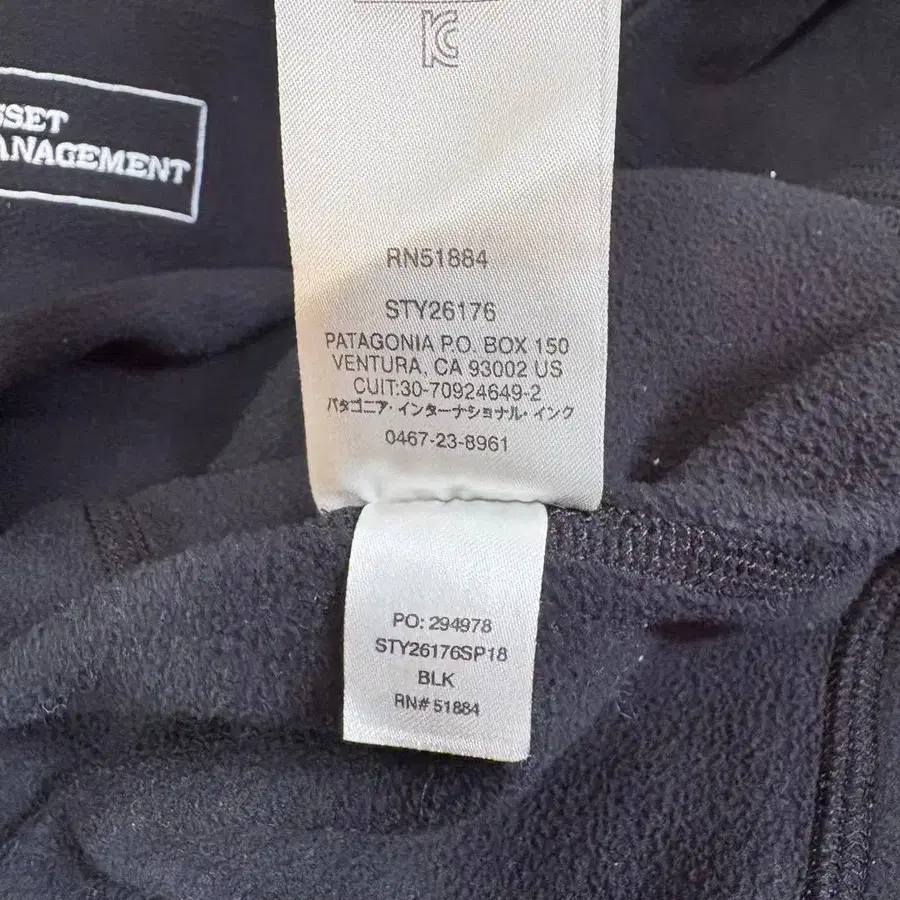 SSET
ANAGEMENT
RN51884
STY26176
PATAGONIA P.O. BOX 150
VENTURA, CA 93002 US
CUIT:30-70924649-2
パタゴニア・インターナショナル・インク
0467-23-8961
PO: 294978
STY26176SP18
BLK
RN# 51884